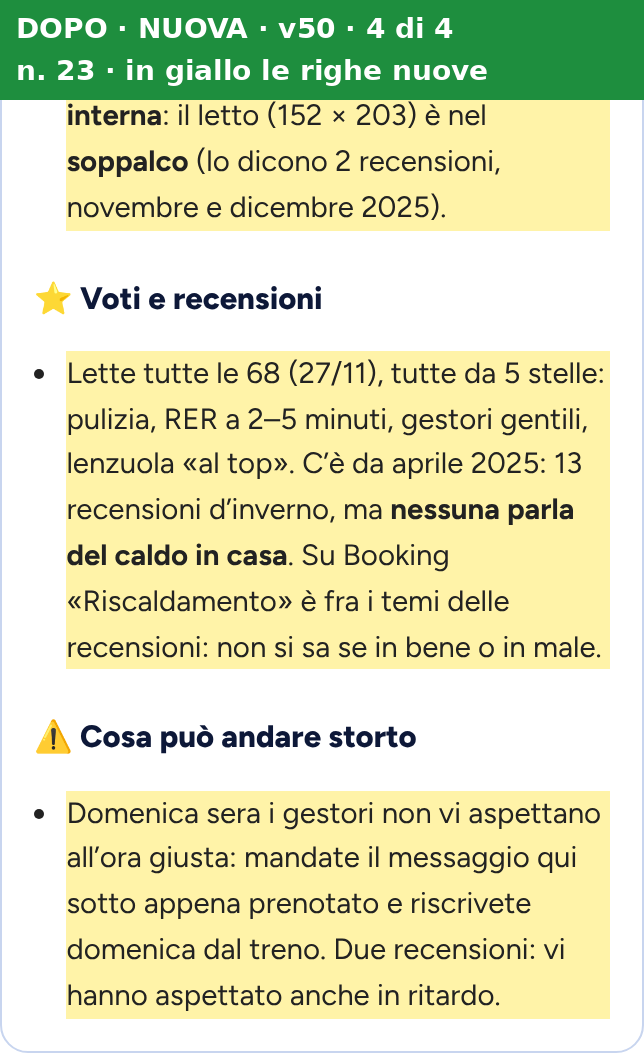 DOPO · NUOVA · v50 · 4 di 4
n. 23 · in giallo le righe nuove
interna: il letto (152 × 203) è nel
soppalco (lo dicono 2 recensioni,
novembre e dicembre 2025).
⭐ Voti e recensioni
• Lette tutte le 68 (27/11), tutte da 5 stelle:
pulizia, RER a 2–5 minuti, gestori gentili,
lenzuola «al top». C’è da aprile 2025: 13
recensioni d’inverno, ma nessuna parla
del caldo in casa. Su Booking
«Riscaldamento» è fra i temi delle
recensioni: non si sa se in bene o in male.
⚠️ Cosa può andare storto
• Domenica sera i gestori non vi aspettano
all’ora giusta: mandate il messaggio qui
sotto appena prenotato e riscrivete
domenica dal treno. Due recensioni: vi
hanno aspettato anche in ritardo.